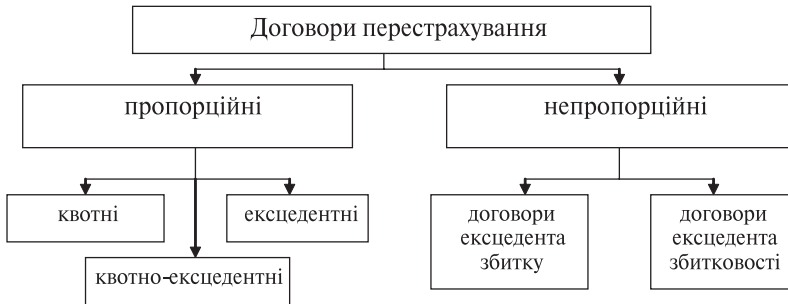 Договори перестрахування
пропорційні
непропорційні
квотні
ексцедентні
квотно-ексцедентні
договори
ексцедента
збитку
договори
ексцедента
збитковості